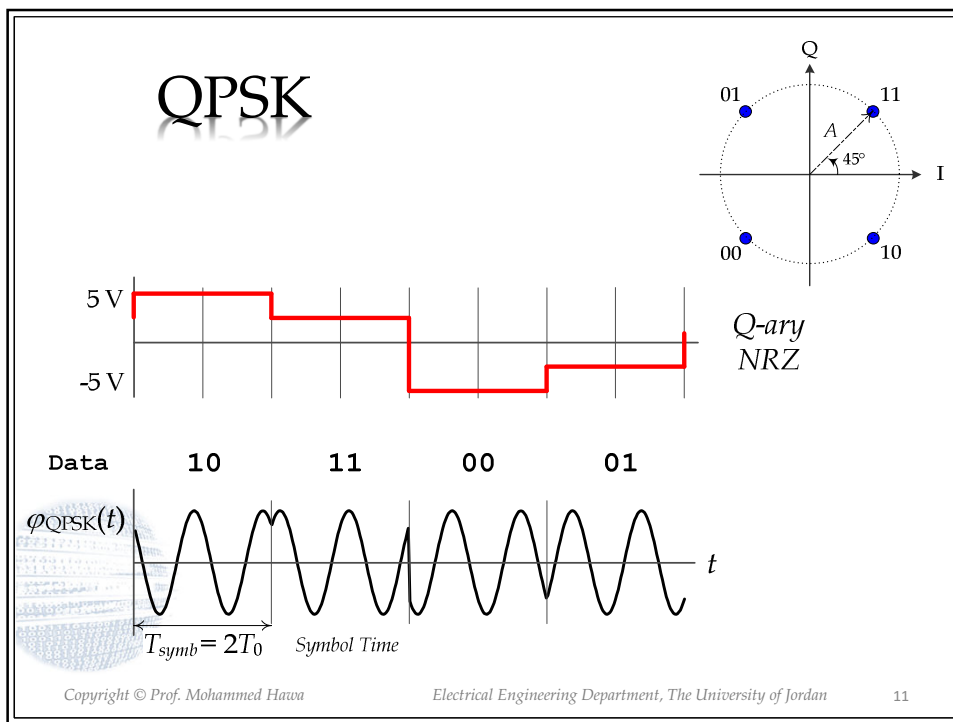 QPSK
Q
01
11
A
45°
I
00
10
5 V
-5 V
Q-ary
NRZ
Data 10 11 00 01
φQPSK(t)
t
Tsymb = 2T0 Symbol Time
Copyright © Prof. Mohammed Hawa Electrical Engineering Department, The University of Jordan 11